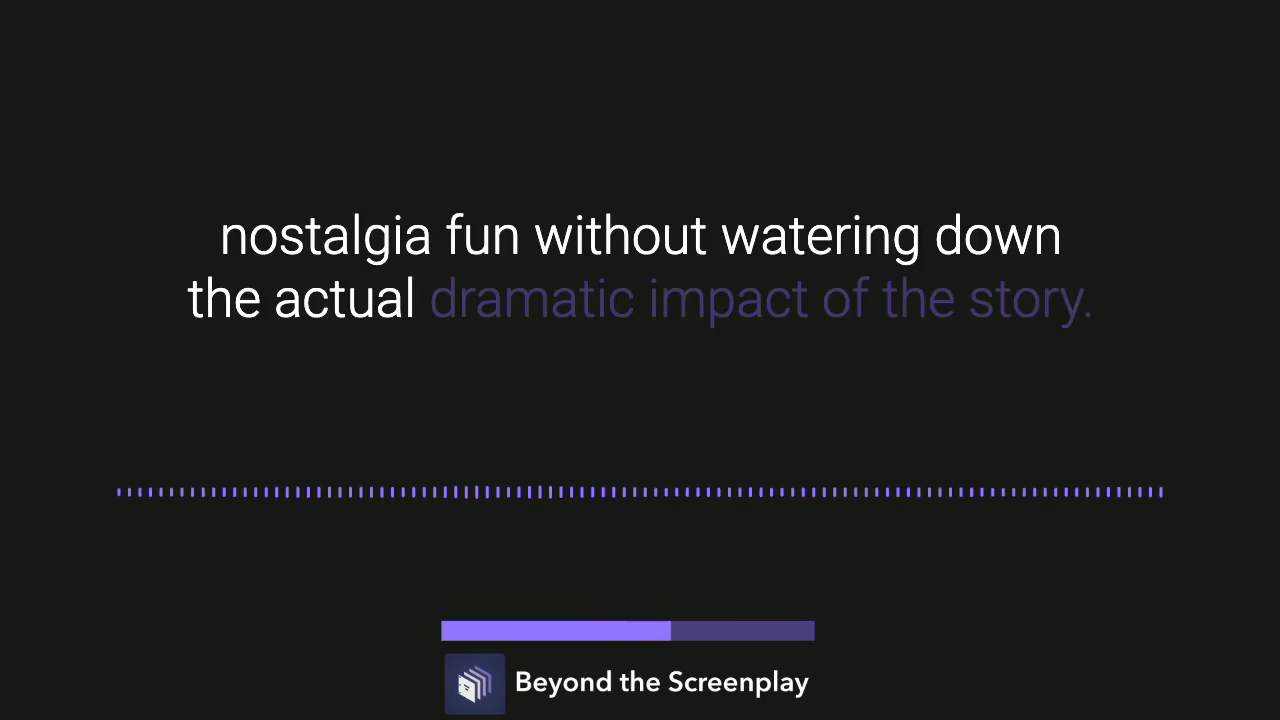 nostalgia fun without watering down
the actual dramatic impact of the story.
Beyond the Screenplay